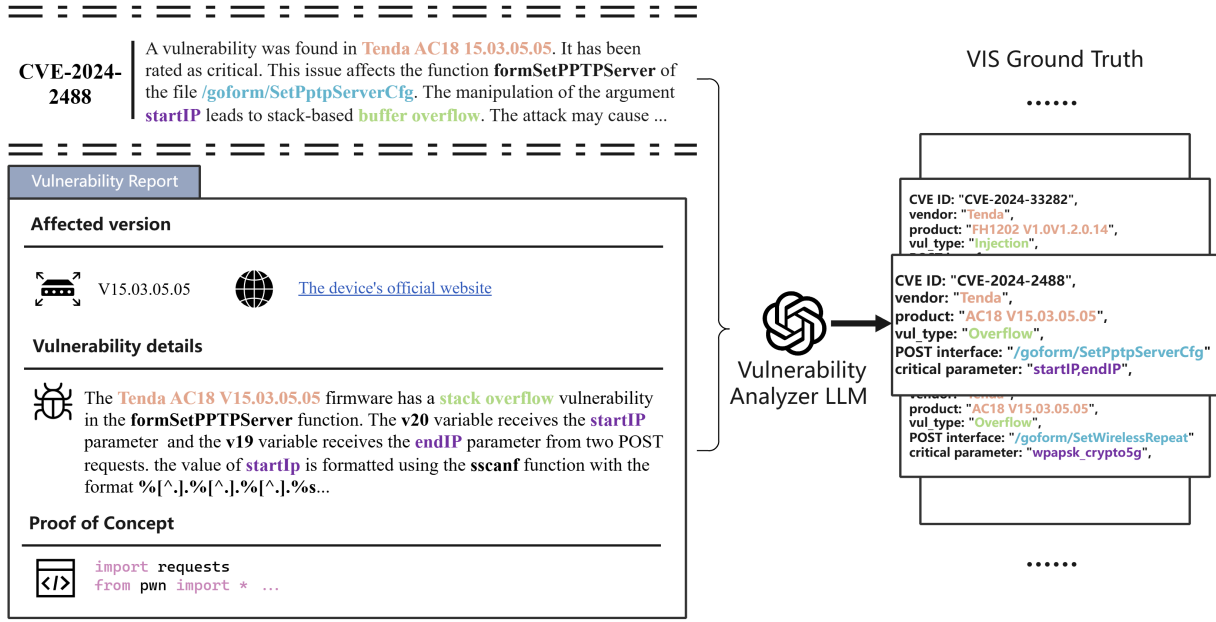 CVE-2024-
2488
A vulnerability was found in Tenda AC18 15.03.05.05. It has been
rated as critical. This issue affects the function formSetPPTPServer of
the file /goform/SetPptpServerCfg. The manipulation of the argument
startIP leads to stack-based buffer overflow. The attack may cause ...
Vulnerability Report
Affected version
V15.03.05.05
The device's official website
Vulnerability details
The Tenda AC18 V15.03.05.05 firmware has a stack overflow vulnerability
in the formSetPPTPServer function. The v20 variable receives the startIP
parameter and the v19 variable receives the endIP parameter from two POST
requests. the value of startIp is formatted using the sscanf function with the
format %[^.].%[^.].%[^.].%s...
Proof of Concept
</>
import requests
from pwn import * ...
Vulnerability
Analyzer LLM
VIS Ground Truth
......
CVE ID: "CVE-2024-33282",
vendor: "Tenda",
product: "FH1202 V1.0V1.2.0.14",
vul_type: "Injection",
CVE ID: "CVE-2024-2488",
vendor: "Tenda",
product: "AC18 V15.03.05.05",
vul_type: "Overflow",
POST interface: "/goform/SetPptpServerCfg"
critical parameter: "startIP,endIP",
product: "AC18 V15.03.05.05",
vul_type: "Overflow",
POST interface: "/goform/SetWirelessRepeat"
critical parameter: "wpapsk_crypto5g",
......